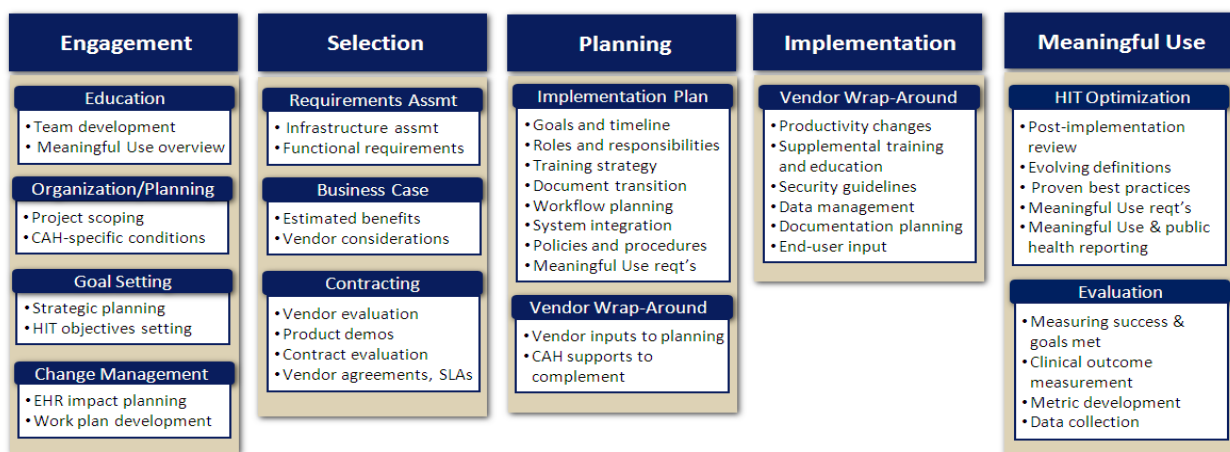 Engagement
Education
• Team development
• Meaningful Use overview
Organization/Planning
• Project scoping
• CAH-specific conditions
Goal Setting
• Strategic planning
• HIT objectives setting
Change Management
• EHR impact planning
• Work plan development
Selection
Requirements Assmt
• Infrastructure assmt
• Functional requirements
Business Case
• Estimated benefits
• Vendor considerations
Contracting
• Vendor evaluation
• Product demos
• Contract evaluation
• Vendor agreements, SLAs
Planning
Implementation Plan
• Goals and timeline
• Roles and responsibilities
• Training strategy
• Document transition
• Workflow planning
• System integration
• Policies and procedures
• Meaningful Use reqt's
Vendor Wrap-Around
• Vendor inputs to planning
• CAH supports to
complement
Implementation
Vendor Wrap-Around
• Productivity changes
• Supplemental training
and education
• Security guidelines
• Data management
• Documentation planning
• End-user input
Meaningful Use
HIT Optimization
• Post-implementation
review
• Evolving definitions
• Proven best practices
• Meaningful Use reqt's
• Meaningful Use & public
health reporting
Evaluation
• Measuring success &
goals met
• Clinical outcome
measurement
• Metric development
• Data collection